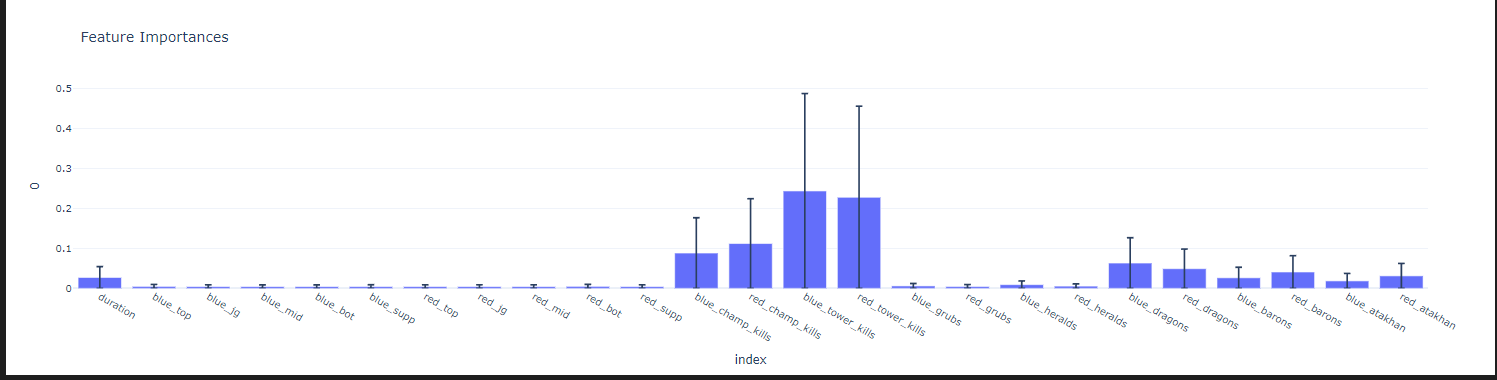 Feature Importances
0.5
0.4
0.3
0.2
0.1
0
0
duration
blue_top
blue_jg
blue_mid
blue_bot
blue_supp
red_top
red_jg
red_mid
red_bot
red_supp
blue_champ_kills
red_champ_kills
blue_tower_kills
red_tower_kills
blue_grubs
red_grubs
blue_heralds
red_heralds
blue_dragons
red_dragons
blue_barons
red_barons
blue_atakhan
red_atakhan
index